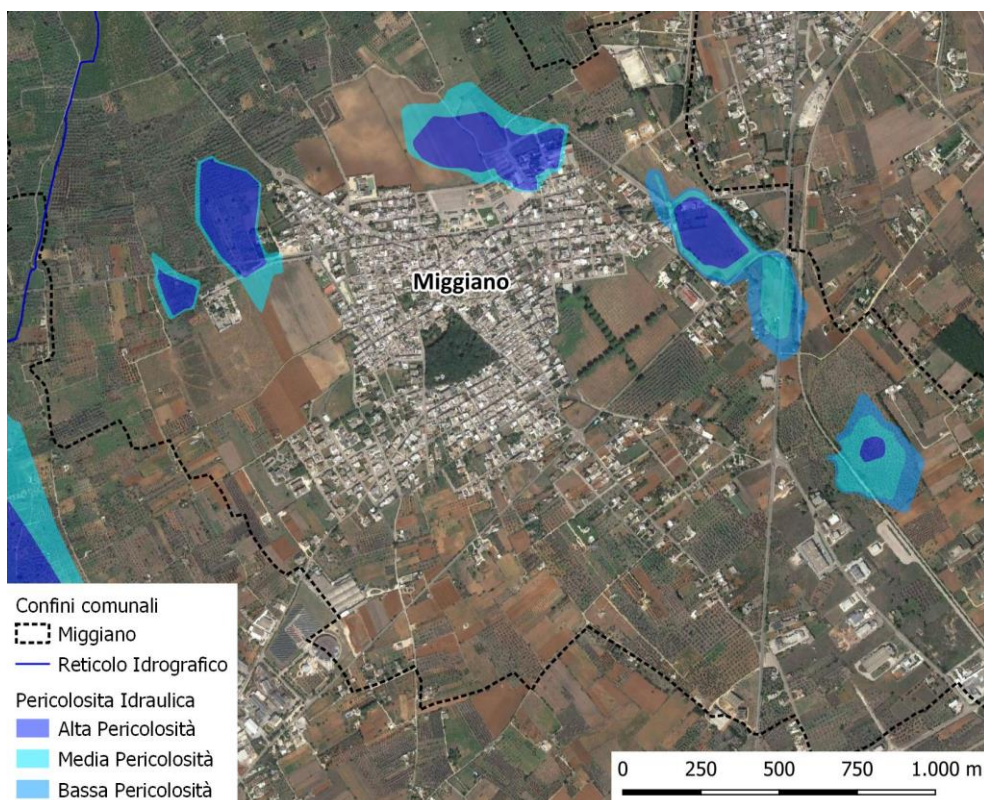 Miggiano
Confini comunali
Miggiano
Reticolo Idrografico
Pericolosita Idraulica
Alta Pericolosità
Media Pericolosità
Bassa Pericolosità
0 250 500 750 1.000 m